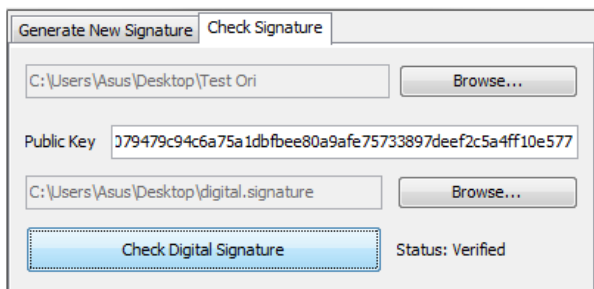 Generate New Signature Check Signature
C:\Users\Asus\Desktop\Test Ori Browse...
Public Key 079479c94c6a75a1dbfbee80a9afe75733897deef2c5a4ff10e577
C:\Users\Asus\Desktop\digital.signature Browse...
Check Digital Signature Status: Verified